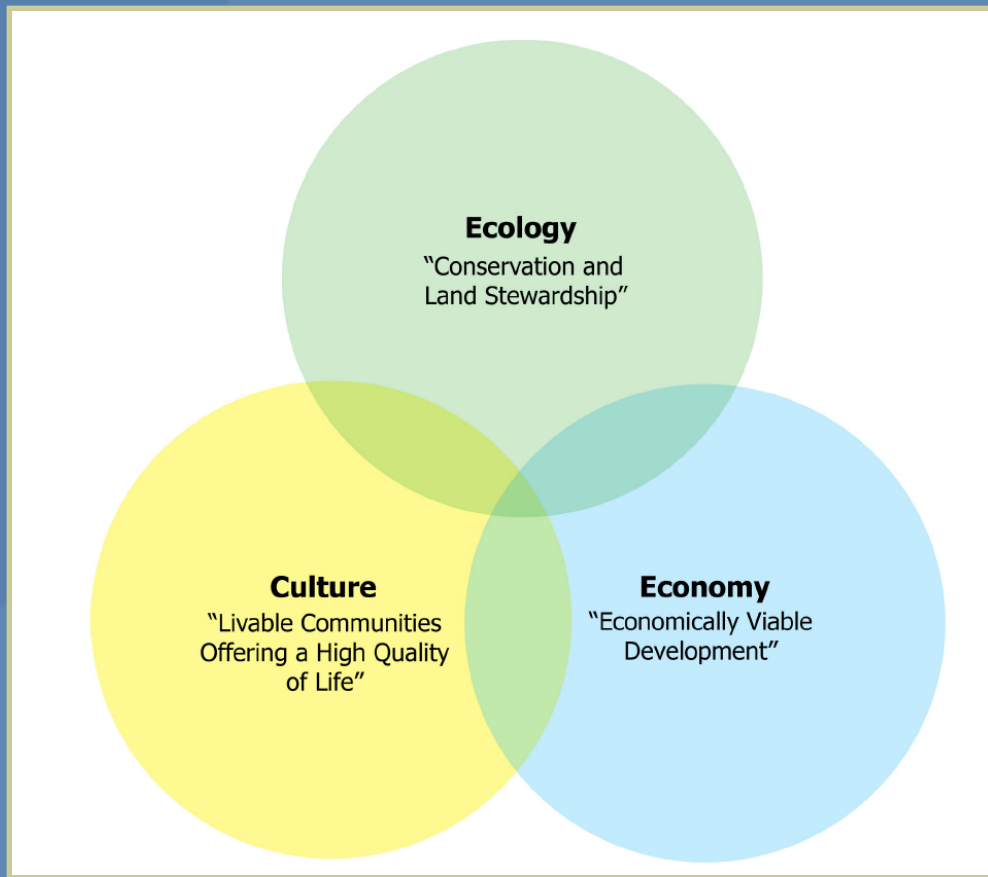 Ecology
“Conservation and
Land Stewardship”
Culture
“Livable Communities
Offering a High Quality
of Life”
Economy
“Economically Viable
Development”